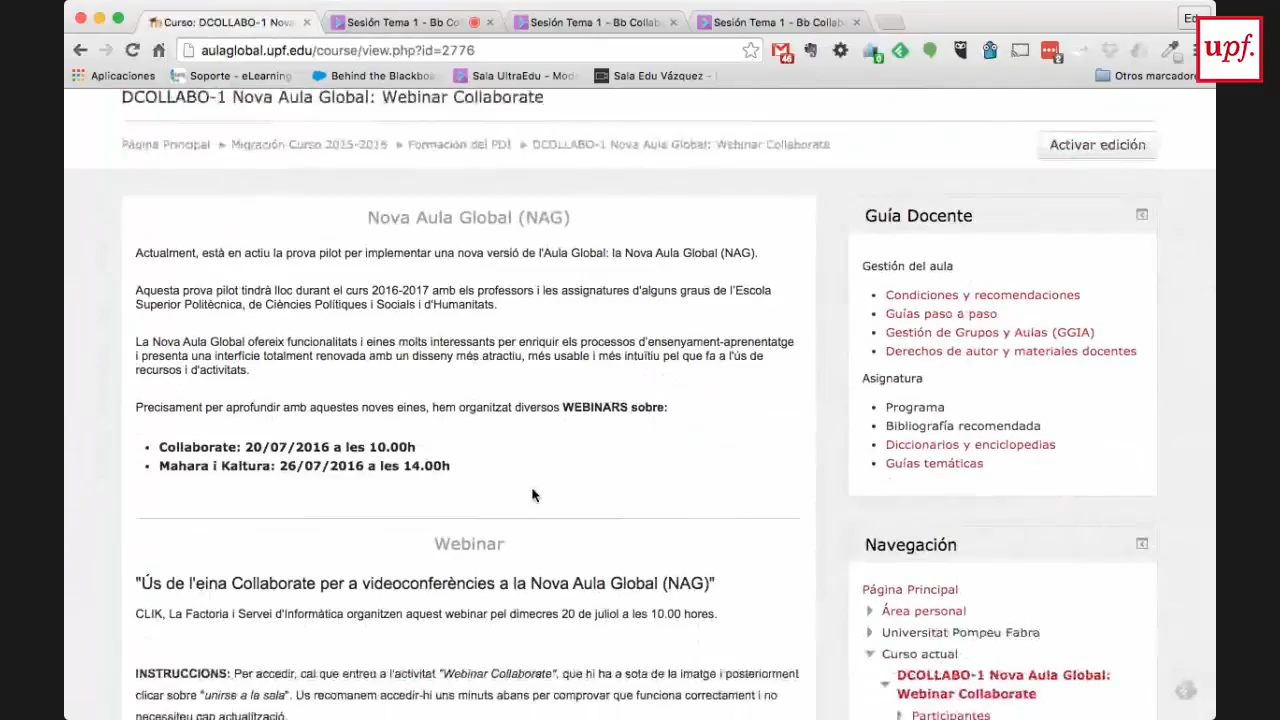 Curso: DCOLLABO-1 Nova
Sesión Tema 1 – Bb Co
Sesión Tema 1 – Bb Collab
Sesión Tema 1 – Bb Collab
Ed
upf.
aulaglobal.upf.edu/course/view.php?id=2776
46
0
2
Aplicaciones
Soporte - eLearning
Behind the Blackboa
Sala UltraEdu - Mod
Sala Edu Vázquez -
Otros marcador
DCOLLABO-1 Nova Aula Global: Webinar Collaborate
Página Principal ► Migración Curso 2015-2016 ► Formación del PDI ► DCOLLABO-1 Nova Aula Global: Webinar Collaborate
Activar edición
Nova Aula Global (NAG)
Actualment, està en actiu la prova pilot per implementar una nova versió de l'Aula Global: la Nova Aula Global (NAG).
Aquesta prova pilot tindrà lloc durant el curs 2016-2017 amb els professors i les assignatures d'alguns graus de l'Escola
Superior Politècnica, de Ciències Polítiques i Socials i d'Humanitats.
La Nova Aula Global ofereix funcionalitats i eines molts interessants per enriquir els processos d'ensenyament-aprenentatge
i presenta una interfície totalment renovada amb un disseny més atractiu, més usable i més intuïtiu pel que fa a l'ús de
recursos i d'activitats.
Precisament per aprofundir amb aquestes noves eines, hem organitzat diversos WEBINARS sobre:
• Collaborate: 20/07/2016 a les 10.00h
• Mahara i Kaltura: 26/07/2016 a les 14.00h
Webinar
"Ús de l'eina Collaborate per a videoconferències a la Nova Aula Global (NAG)"
CLIK, La Factoria i Servei d'Informàtica organitzen aquest webinar pel dimecres 20 de juliol a les 10.00 hores.
INSTRUCCIONS: Per accedir, cal que entreu a l'activitat "Webinar Collaborate", que hi ha a sota de la imatge i posteriorment
clicar sobre "unirse a la sala". Us recomanem accedir-hi uns minuts abans per comprovar que funciona correctament i no
necessiteu cap actualització.
Guía Docente
Gestión del aula
• Condiciones y recomendaciones
• Guías paso a paso
• Gestión de Grupos y Aulas (GGIA)
• Derechos de autor y materiales docentes
Asignatura
• Programa
• Bibliografía recomendada
• Diccionarios y enciclopedias
• Guías temáticas
Navegación
Página Principal
Área personal
Universitat Pompeu Fabra
Curso actual
DCOLLABO-1 Nova Aula Global:
Webinar Collaborate
Participantes